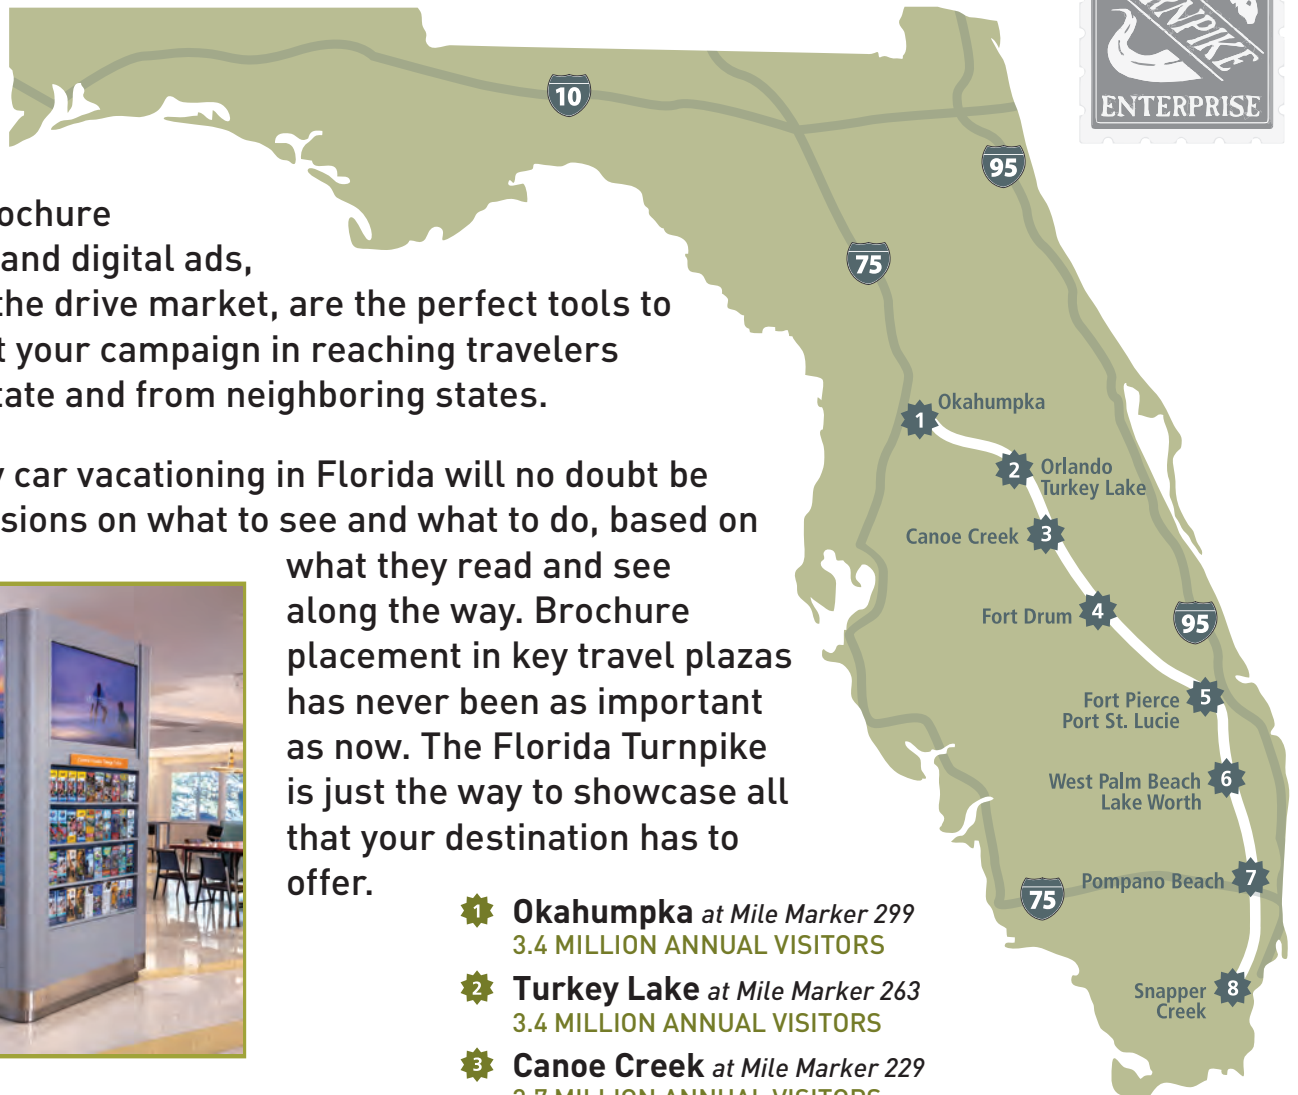 RNPIKE
ENTERPRISE
10
95
75
ochure
and digital ads,
the drive market, are the perfect tools to
t your campaign in reaching travelers
tate and from neighboring states.
y car vacationing in Florida will no doubt be
sions on what to see and what to do, based on
what they read and see
along the way. Brochure
placement in key travel plazas
has never been as important
as now. The Florida Turnpike
is just the way to showcase all
that your destination has to
offer.
1 Okahumpka
2 Orlando
Turkey Lake
Canoe Creek 3
Fort Drum 4
95
Fort Pierce 5
Port St. Lucie
West Palm Beach 6
Lake Worth
Pompano Beach 7
75
Snapper 8
Creek
1 Okahumpka at Mile Marker 299
3.4 MILLION ANNUAL VISITORS
2 Turkey Lake at Mile Marker 263
3.4 MILLION ANNUAL VISITORS
3 Canoe Creek at Mile Marker 229
MILLION ANNUAL VISITORS